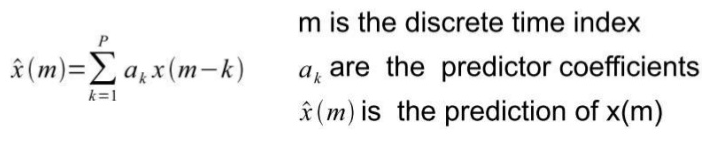 x̂(m)=∑_{k=1}^{P} a_k x(m−k)
m is the discrete time index
a_k are the predictor coefficients
x̂(m) is the prediction of x(m)